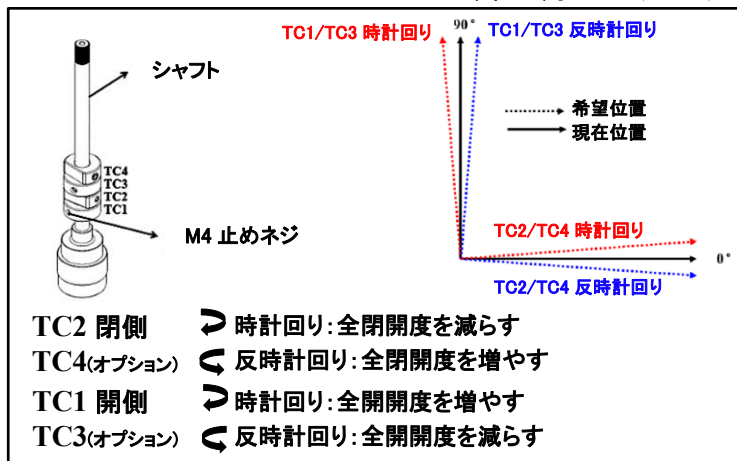 シャフト
TC4
TC3
TC2
TC1
M4 止めネジ
TC1/TC3 時計回り
90°
TC1/TC3 反時計回り
希望位置
現在位置
TC2/TC4 時計回り
0°
TC2/TC4 反時計回り
TC2 閉側 時計回り:全閉開度を減らす
TC4(オプション) 反時計回り:全閉開度を増やす
TC1 開側 時計回り:全開開度を増やす
TC3(オプション) 反時計回り:全開開度を減らす